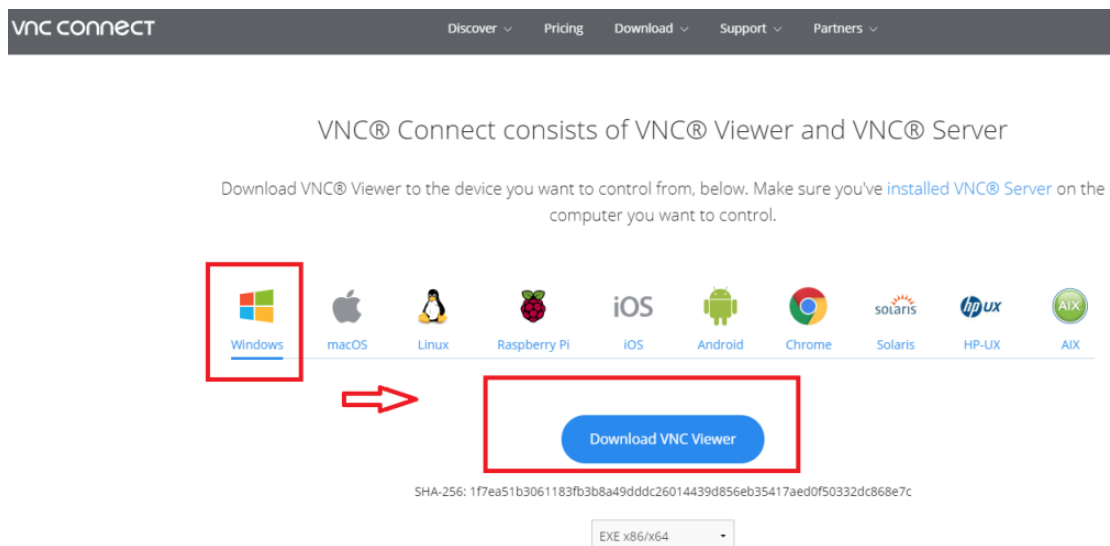 vnc connect
Discover Pricing Download Support Partners
VNC® Connect consists of VNC® Viewer and VNC® Server
Download VNC® Viewer to the device you want to control from, below. Make sure you've installed VNC® Server on the
computer you want to control.
iOS solaris hp UX AIX
Windows macOS Linux Raspberry Pi iOS Android Chrome Solaris HP-UX AIX
Download VNC Viewer
SHA-256: 1f7ea51b3061183fb3b8a49dddc26014439d856eb35417aed0f50332dc868e7c
EXE x86/x64